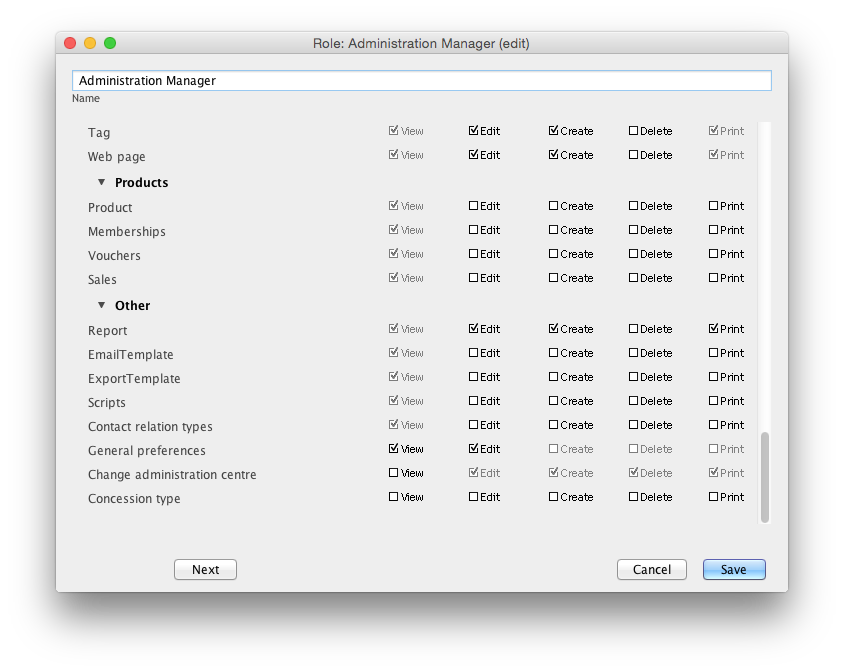 Role: Administration Manager (edit)
Administration Manager
Name
Tag View Edit Create Delete Print
Web page View Edit Create Delete Print
Products
Product View Edit Create Delete Print
Memberships View Edit Create Delete Print
Vouchers View Edit Create Delete Print
Sales View Edit Create Delete Print
Other
Report View Edit Create Delete Print
EmailTemplate View Edit Create Delete Print
ExportTemplate View Edit Create Delete Print
Scripts View Edit Create Delete Print
Contact relation types View Edit Create Delete Print
General preferences View Edit Create Delete Print
Change administration centre View Edit Create Delete Print
Concession type View Edit Create Delete Print
Next Cancel Save